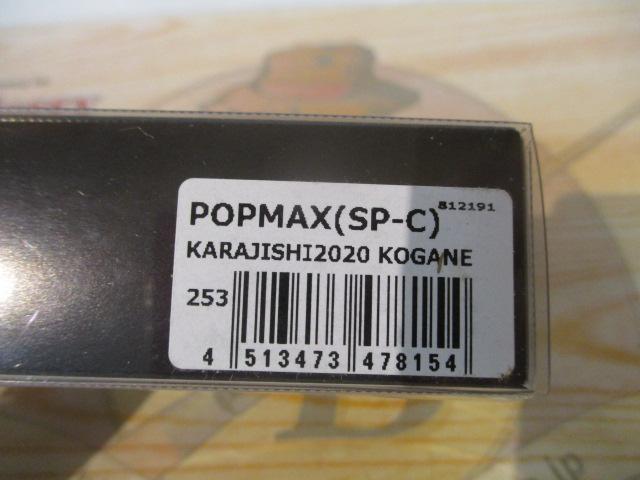 POPMAX(SP-C) 812191
KARAJISHI2020 KOGANE
253
4 513473 478154